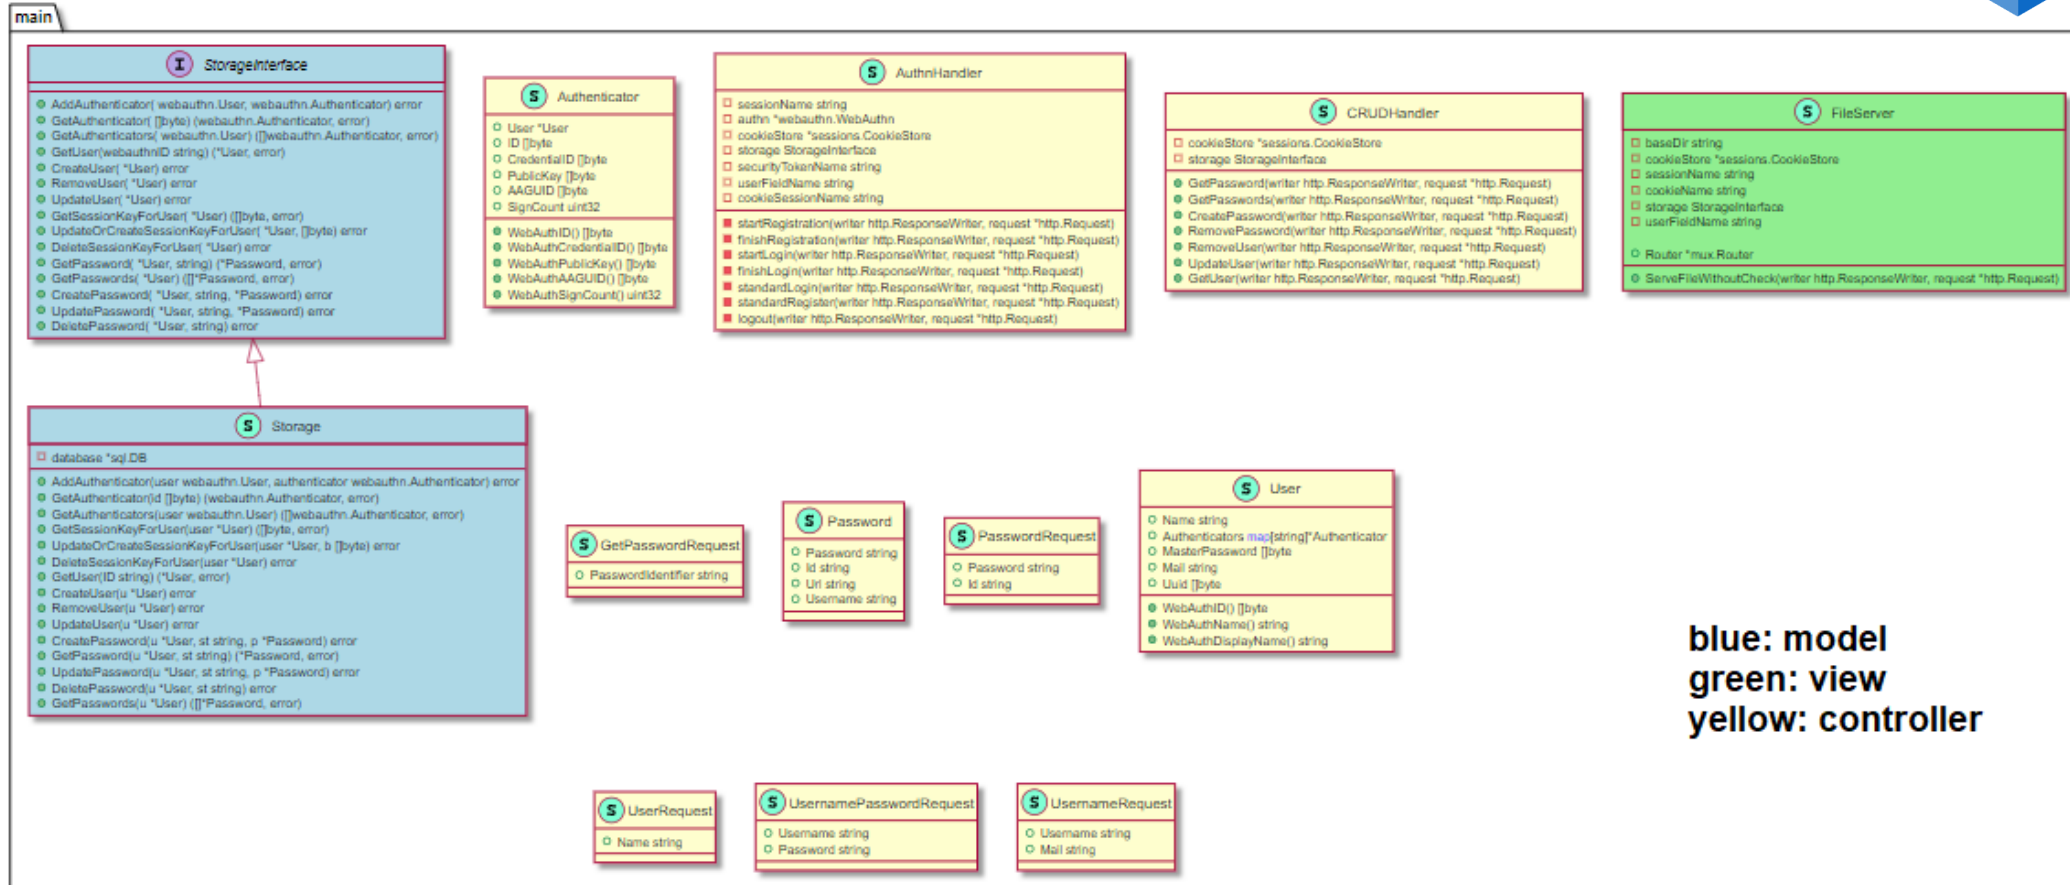 main
I StorageInterface
AddAuthenticator( webauthn.User, webauthn.Authenticator) error
GetAuthenticator( []byte) (webauthn.Authenticator, error)
GetAuthenticators( webauthn.User) ([]webauthn.Authenticator, error)
GetUser(webauthnID string) (*User, error)
CreateUser( *User) error
RemoveUser( *User) error
UpdateUser( *User) error
GetSessionKeyForUser( *User) ([]byte, error)
UpdateOrCreateSessionKeyForUser( *User, []byte) error
DeleteSessionKeyForUser( *User) error
GetPassword( *User, string) (*Password, error)
GetPasswords( *User) ([]*Password, error)
CreatePassword( *User, string, *Password) error
UpdatePassword( *User, string, *Password) error
DeletePassword( *User, string) error
S Authenticator
User *User
ID []byte
CredentialID []byte
PublicKey []byte
AAGUID []byte
SignCount uint32
WebAuthID() []byte
WebAuthCredentialID() []byte
WebAuthPublicKey() []byte
WebAuthAAGUID() []byte
WebAuthSignCount() uint32
S AuthnHandler
sessionName string
authn *webauthn.WebAuthn
cookieStore *sessions.CookieStore
storage StorageInterface
securityTokenName string
userFieldName string
cookieSessionName string
startRegistration(writer http.ResponseWriter, request *http.Request)
finishRegistration(writer http.ResponseWriter, request *http.Request)
startLogin(writer http.ResponseWriter, request *http.Request)
finishLogin(writer http.ResponseWriter, request *http.Request)
standardLogin(writer http.ResponseWriter, request *http.Request)
standardRegister(writer http.ResponseWriter, request *http.Request)
logout(writer http.ResponseWriter, request *http.Request)
S CRUDHandler
cookieStore *sessions.CookieStore
storage StorageInterface
GetPassword(writer http.ResponseWriter, request *http.Request)
GetPasswords(writer http.ResponseWriter, request *http.Request)
CreatePassword(writer http.ResponseWriter, request *http.Request)
RemovePassword(writer http.ResponseWriter, request *http.Request)
RemoveUser(writer http.ResponseWriter, request *http.Request)
UpdateUser(writer http.ResponseWriter, request *http.Request)
GetUser(writer http.ResponseWriter, request *http.Request)
S FileServer
baseDir string
cookieStore *sessions.CookieStore
sessionName string
cookieName string
storage StorageInterface
userFieldName string
Router *mux.Router
ServeFileWithoutCheck(writer http.ResponseWriter, request *http.Request)
S Storage
database *sql.DB
AddAuthenticator(user webauthn.User, authenticator webauthn.Authenticator) error
GetAuthenticator(id []byte) (webauthn.Authenticator, error)
GetAuthenticators(user webauthn.User) ([]webauthn.Authenticator, error)
GetSessionKeyForUser(user *User) ([]byte, error)
UpdateOrCreateSessionKeyForUser(user *User, b []byte) error
DeleteSessionKeyForUser(user *User) error
GetUser(ID string) (*User, error)
CreateUser(u *User) error
RemoveUser(u *User) error
UpdateUser(u *User) error
CreatePassword(u *User, st string, p *Password) error
GetPassword(u *User, st string) (*Password, error)
UpdatePassword(u *User, st string, p *Password) error
DeletePassword(u *User, st string) error
GetPasswords(u *User) ([]*Password, error)
S GetPasswordRequest
PasswordIdentifier string
S Password
Password string
Id string
Url string
Username string
S PasswordRequest
Password string
Id string
S User
Name string
Authenticators map[string]*Authenticator
MasterPassword []byte
Mail string
Uuid []byte
WebAuthID() []byte
WebAuthName() string
WebAuthDisplayName() string
blue: model
green: view
yellow: controller
S UserRequest
Name string
S UsernamePasswordRequest
Username string
Password string
S UsernameRequest
Username string
Mail string